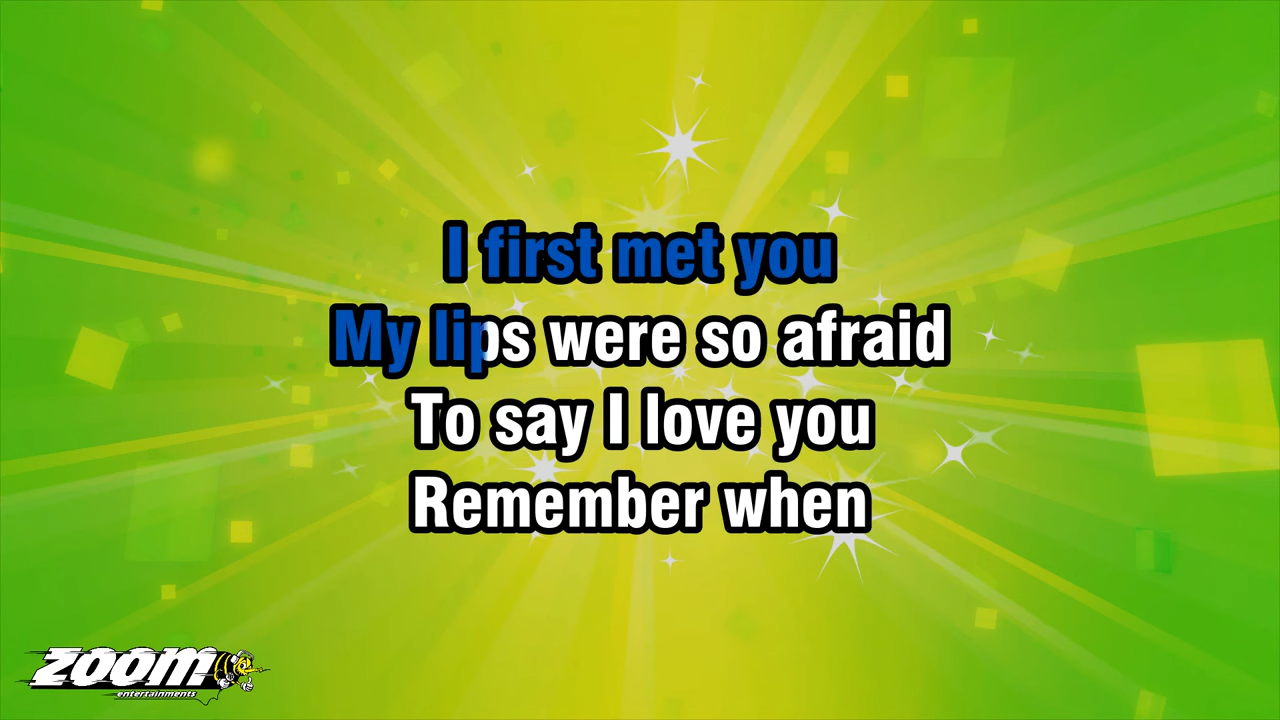 I first met you
My lips were so afraid
To say I love you
Remember when
zoom
entertainments